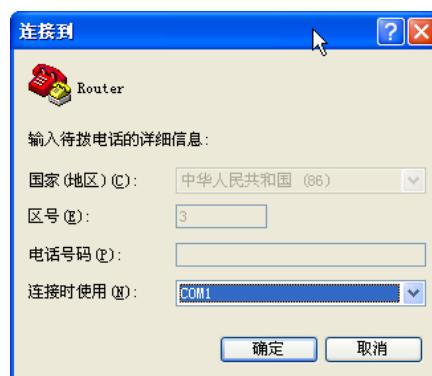 连接到
Router
输入待拨电话的详细信息:
国家(地区)(C): 中华人民共和国 (86)
区号(E): 3
电话号码(P):
连接时使用(N): COM1
确定 取消